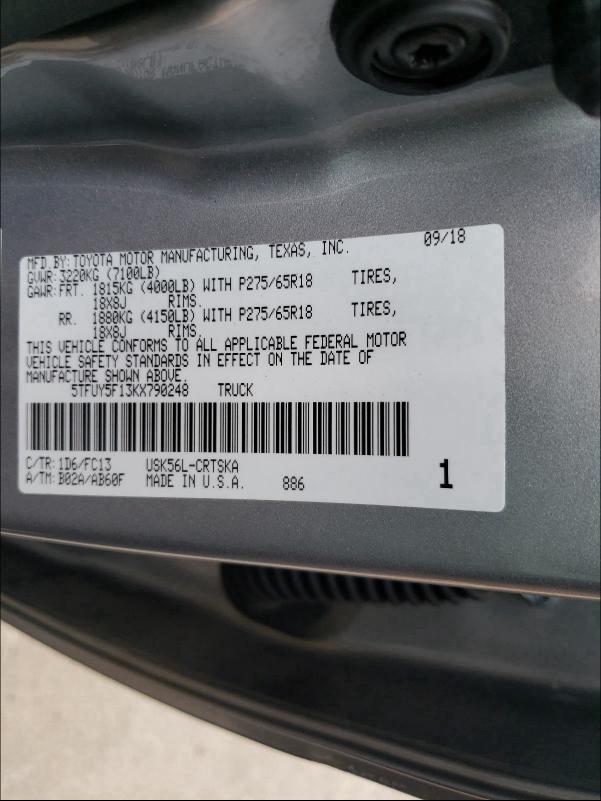 MFD.BY:TOYOTA MOTOR MANUFACTURING, TEXAS, INC. 09/18
GVWR:3220KG (7100LB)
GAWR:FRT. 1815KG (4000LB) WITH P275/65R18 TIRES,
18X8J RIMS.
RR. 1880KG (4150LB) WITH P275/65R18 TIRES,
18X8J RIMS.
THIS VEHICLE CONFORMS TO ALL APPLICABLE FEDERAL MOTOR
VEHICLE SAFETY STANDARDS IN EFFECT ON THE DATE OF
MANUFACTURE SHOWN ABOVE.
5TFUY5F13KX790248 TRUCK
C/TR:1D6/FC13 USK56L-CRTSKA
A/TM:B02A/AB60F MADE IN U.S.A. 886 1